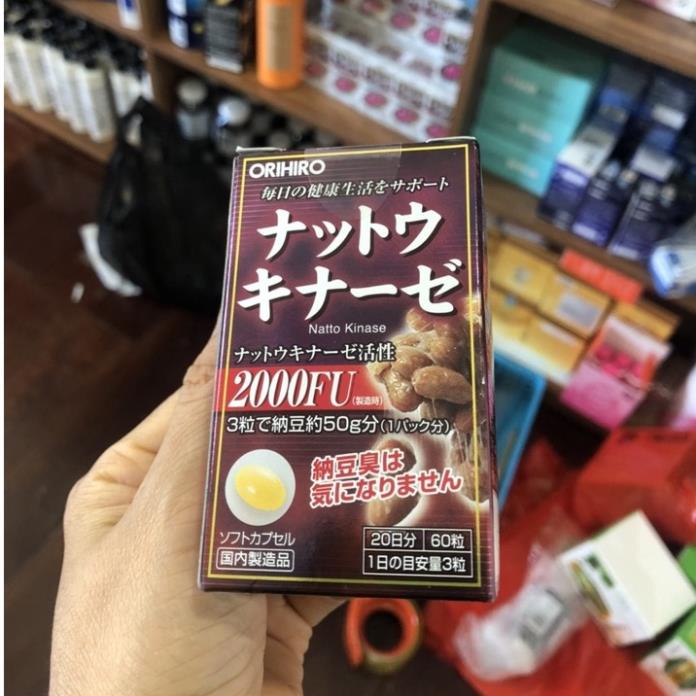 ORIHIRO
毎日の健康生活をサポート
ナットウ
キナーゼ
Natto Kinase
ナットウキナーゼ活性
2000FU(製造時)
3粒で納豆約50g分(1パック分)
納豆臭は
気になりません
ソフトカプセル
国内製造品
20日分 60粒
1日の目安量3粒